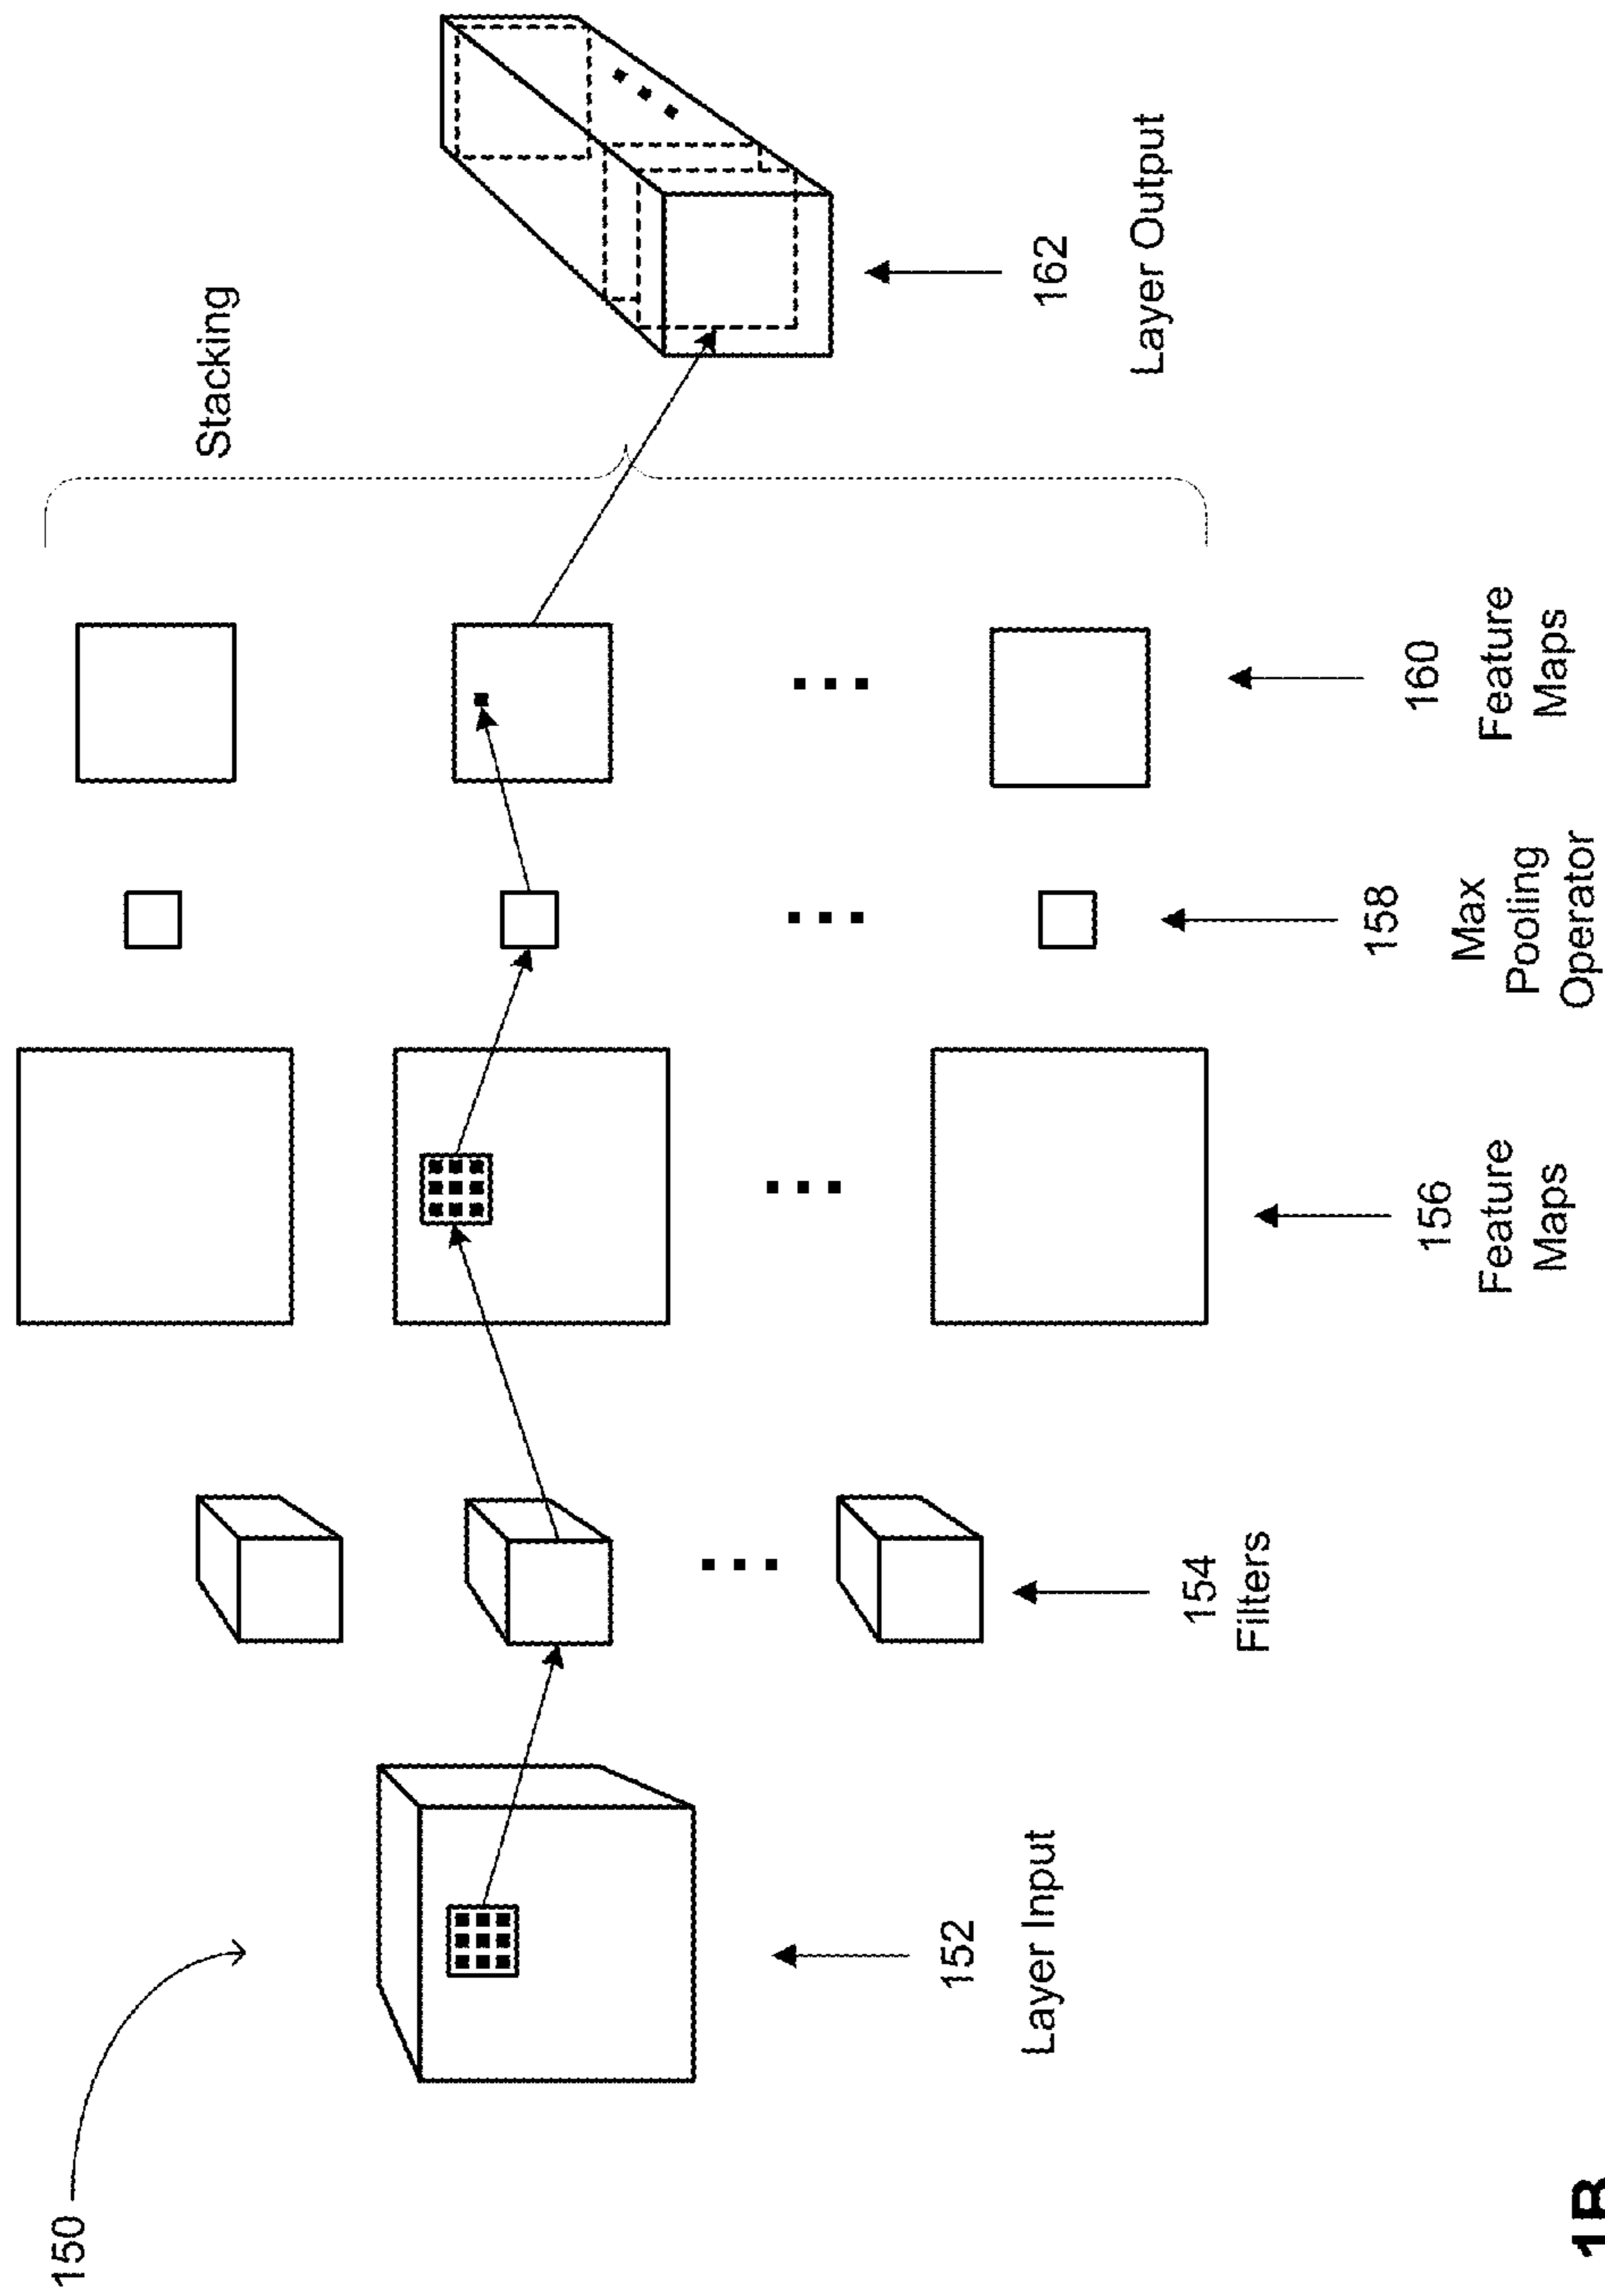 150
Stacking
152
Layer Input
154
Filters
156
Feature
Maps
158
Max
Pooling
Operator
160
Feature
Maps
162
Layer Output
1B